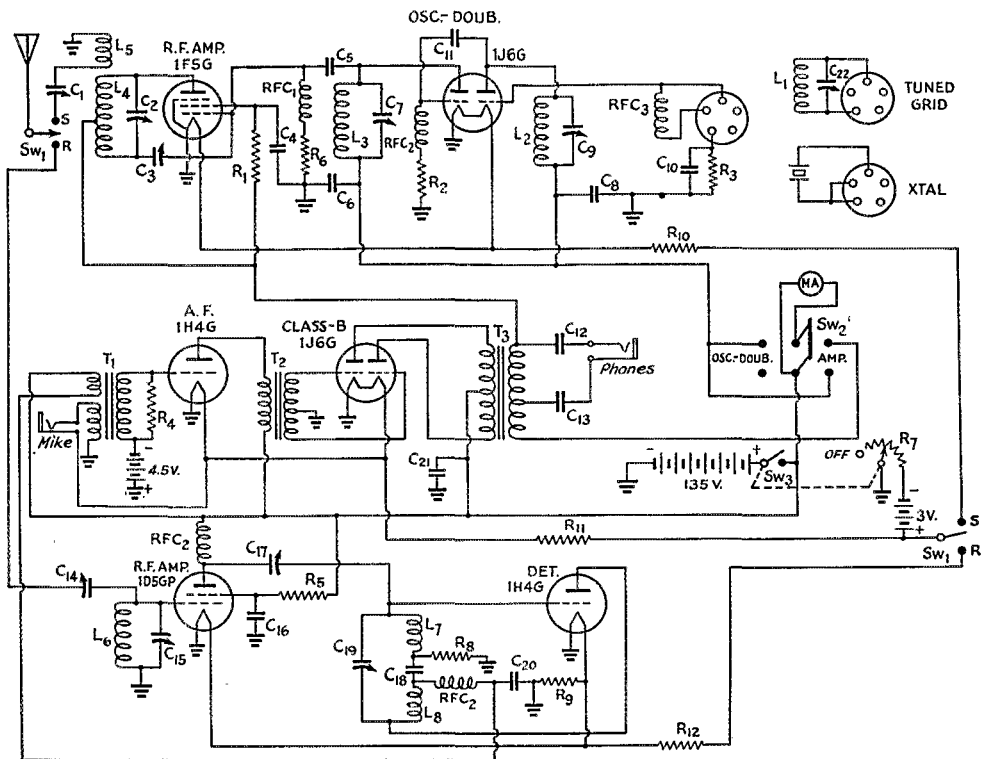 OSC.-DOUB.
1J6G
R.F. AMP.
1F5G
L5
C11
C5
L1
C22
TUNED
GRID
C1
L4
C2
RFC1
C7
RFC2
L3
L2
C9
RFC3
S
R
Sw1
C3
R1
C4
R6
C6
R2
C8
C10
R3
XTAL
R10
MA
A.F.
1H4G
CLASS-B
1J6G
T3
C12
Phones
C13
Sw2
OSC.-DOUB.
AMP.
T1
R4
T2
Mike
-
4.5V.
+
C21
-
+
135 V.
Sw3
OFF
R7
-
3V.
+
S
R
Sw1
R11
RFC2
C17
R.F. AMP.
1D5GP
C14
R5
DET.
1H4G
L6
C15
C16
C19
L7
R8
C18
RFC2
C20
R9
L8
R12